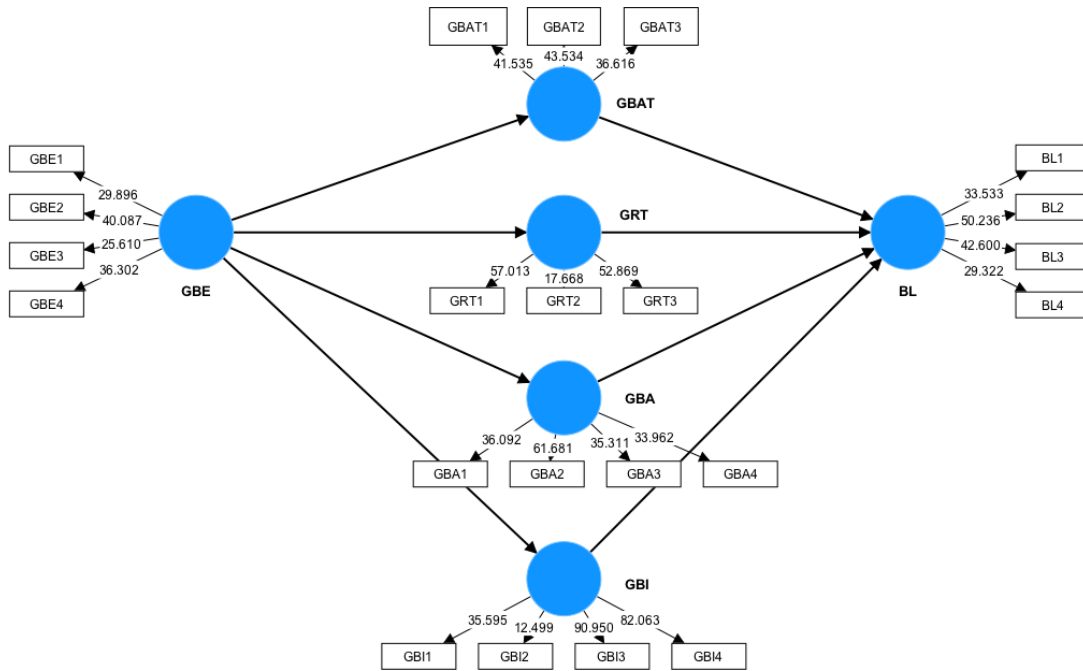 GBAT1
GBAT2
GBAT3
41.535
43.534
36.616
GBAT
GBE1
GBE2
GBE3
GBE4
29.896
40.087
25.610
36.302
GBE
GRT
57.013
17.668
52.869
GRT1
GRT2
GRT3
BL1
BL2
BL3
BL4
33.533
50.236
42.600
29.322
BL
GBA
36.092
61.681
35.311
33.962
GBA1
GBA2
GBA3
GBA4
GBI
35.595
12.499
90.950
82.063
GBI1
GBI2
GBI3
GBI4